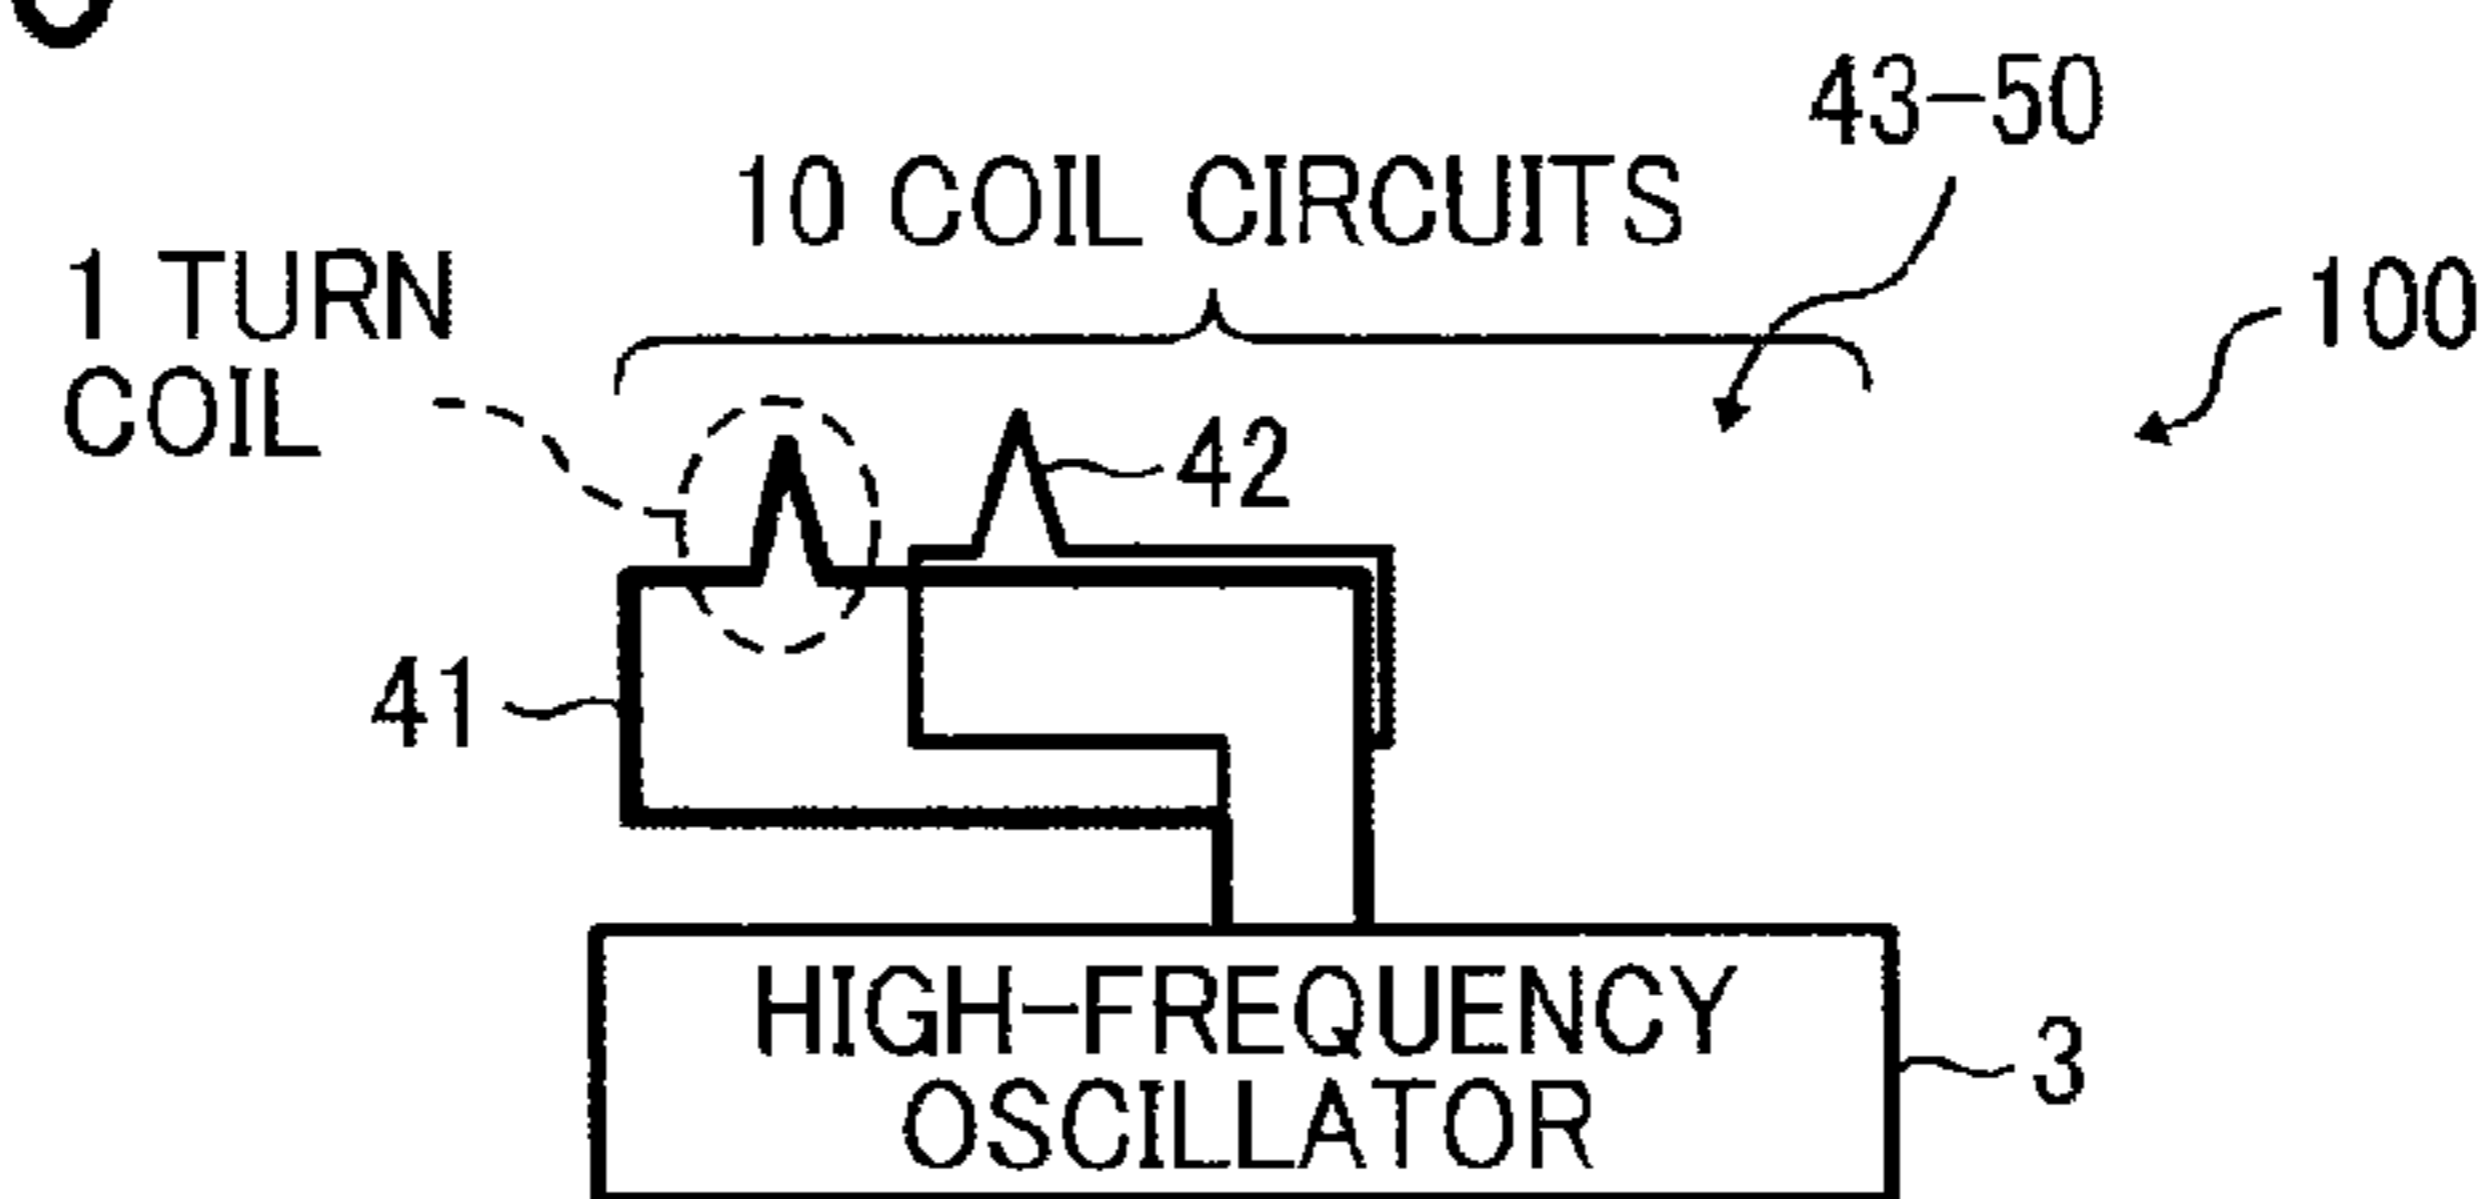 43-50
10 COIL CIRCUITS
1 TURN
COIL
100
42
41
HIGH-FREQUENCY
OSCILLATOR
3